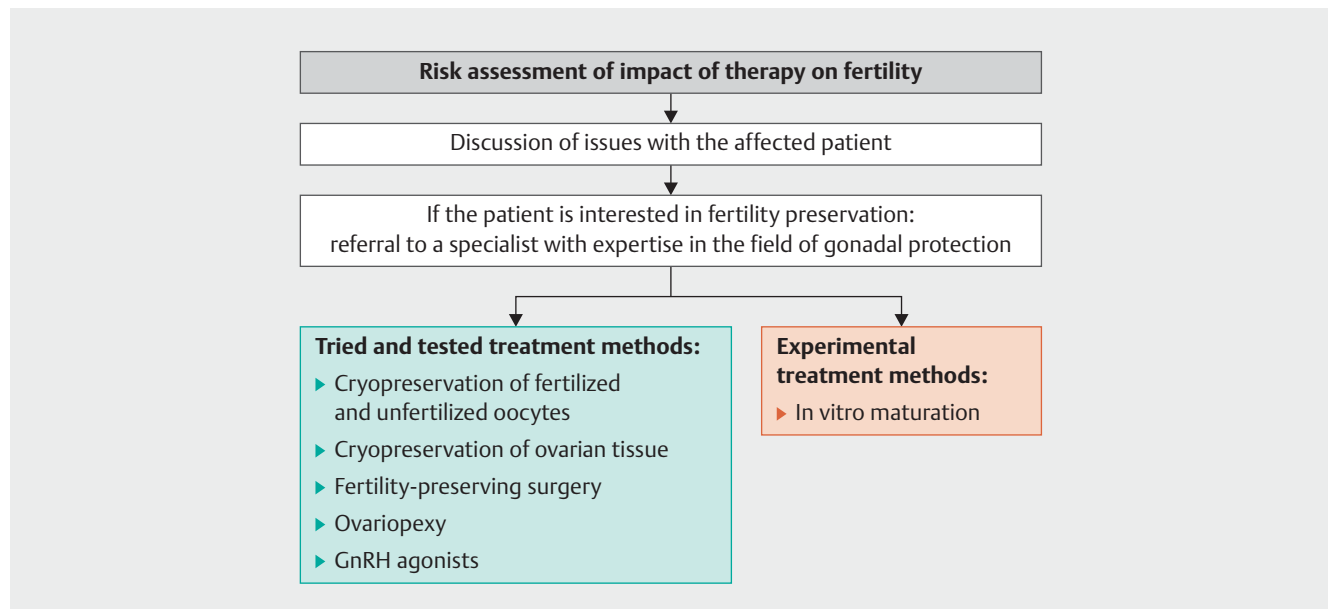 Risk assessment of impact of therapy on fertility
Discussion of issues with the affected patient
If the patient is interested in fertility preservation:
referral to a specialist with expertise in the field of gonadal protection
Tried and tested treatment methods:
Cryopreservation of fertilized
and unfertilized oocytes
Cryopreservation of ovarian tissue
Fertility-preserving surgery
Ovariopexy
GnRH agonists
Experimental
treatment methods:
In vitro maturation